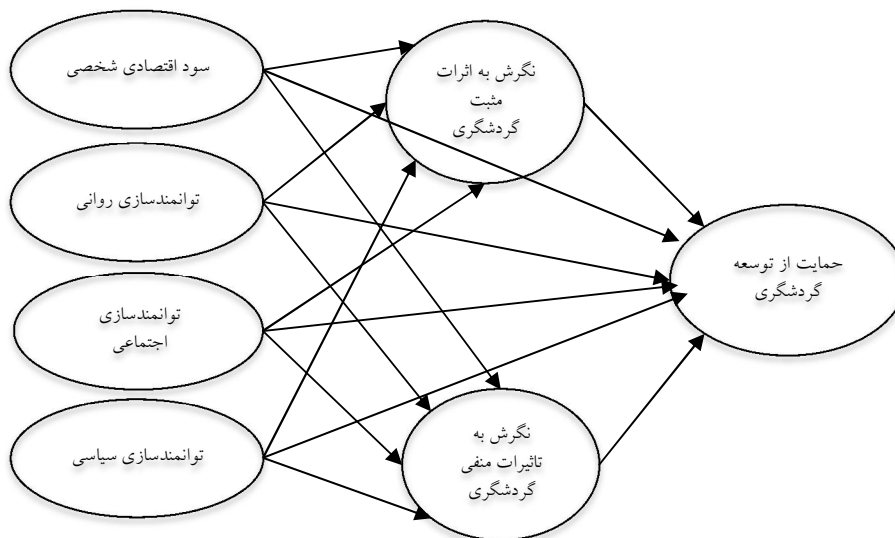 سود اقتصادی شخصی
توانمندسازی روانی
توانمندسازی
اجتماعی
توانمندسازی سیاسی
نگرش به اثرات
مثبت
گردشگری
نگرش به
تاثیرات منفی
گردشگری
حمایت از توسعه
گردشگری